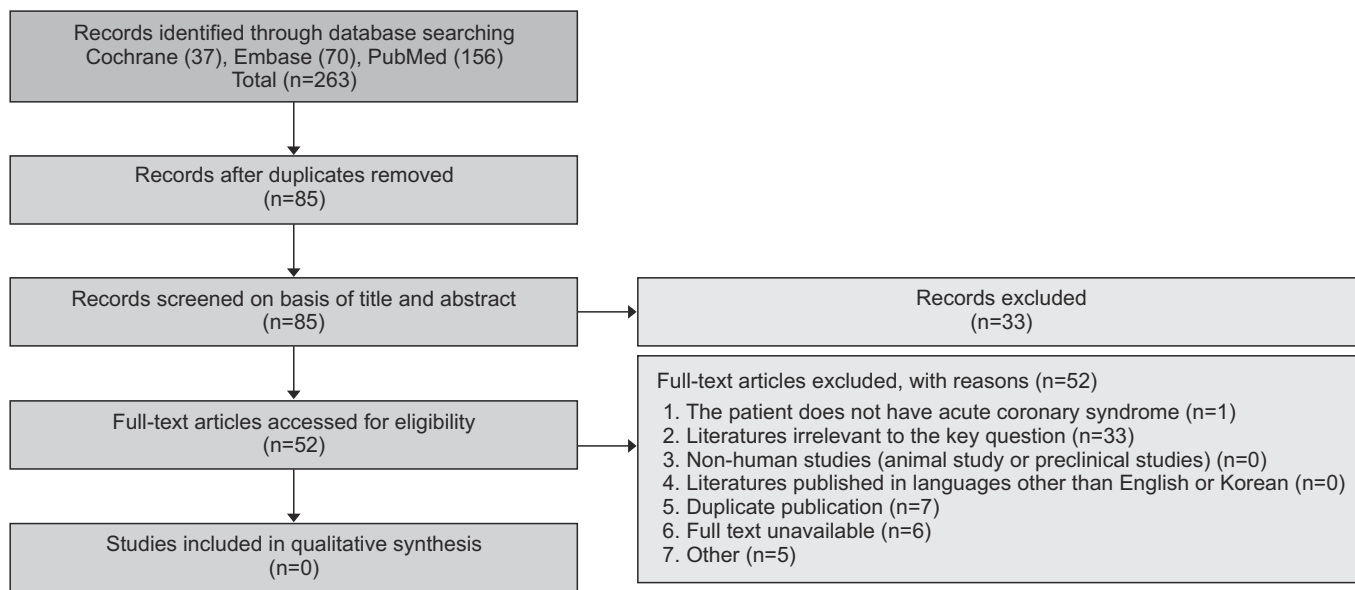 Records identified through database searching
Cochrane (37), Embase (70), PubMed (156)
Total (n=263)
Records after duplicates removed
(n=85)
Records screened on basis of title and abstract
(n=85)
Records excluded
(n=33)
Full-text articles accessed for eligibility
(n=52)
Full-text articles excluded, with reasons (n=52)
1. The patient does not have acute coronary syndrome (n=1)
2. Literatures irrelevant to the key question (n=33)
3. Non-human studies (animal study or preclinical studies) (n=0)
4. Literatures published in languages other than English or Korean (n=0)
5. Duplicate publication (n=7)
6. Full text unavailable (n=6)
7. Other (n=5)
Studies included in qualitative synthesis
(n=0)